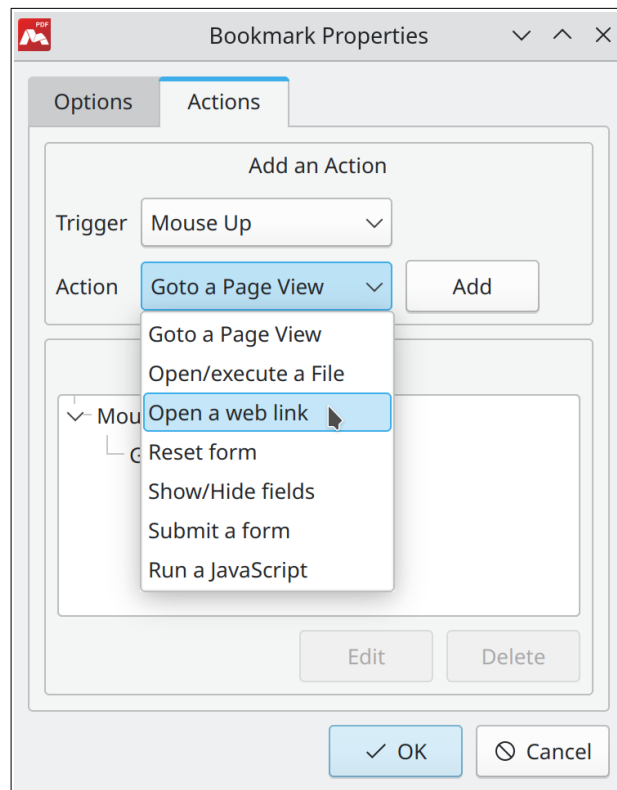 PDF
Bookmark Properties
Options Actions
Add an Action
Trigger Mouse Up
Action Goto a Page View Add
Goto a Page View
Open/execute a File
Open a web link
Reset form
Show/Hide fields
Submit a form
Run a JavaScript
Edit Delete
OK Cancel